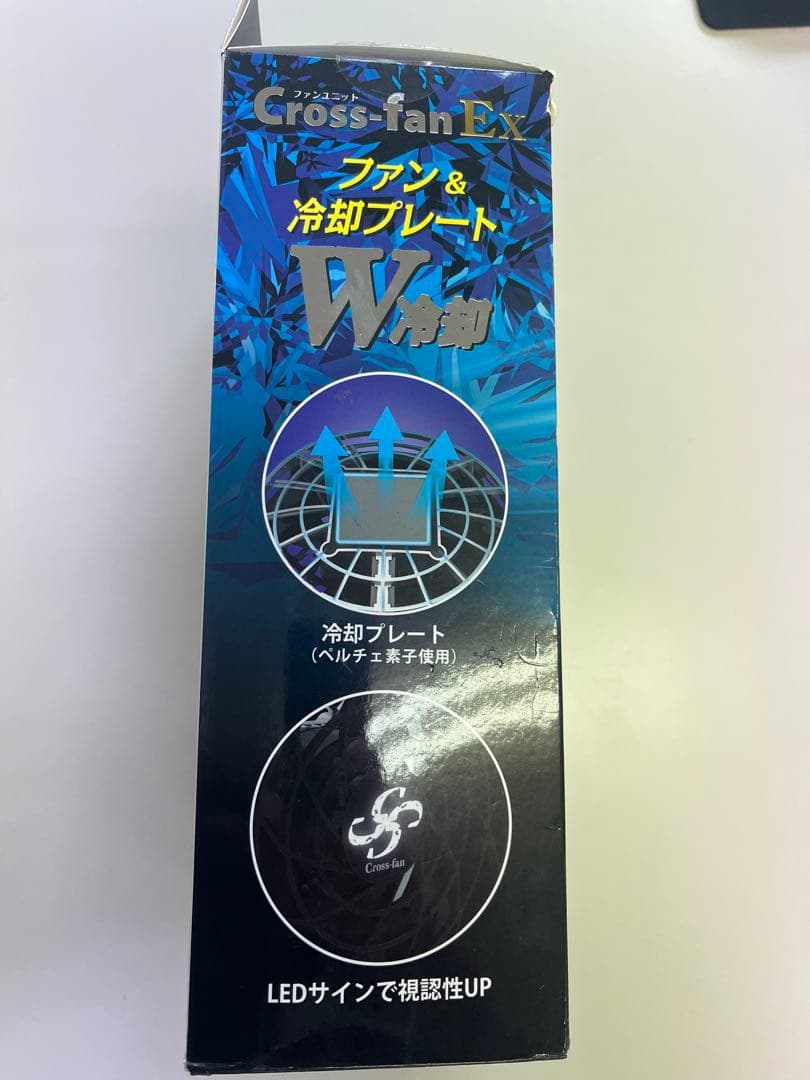 ファンユニット
Cross-fan EX
ファン&
冷却プレート
W冷却
冷却プレート
(ペルチェ素子使用)
Cross-fan
LEDサインで視認性UP